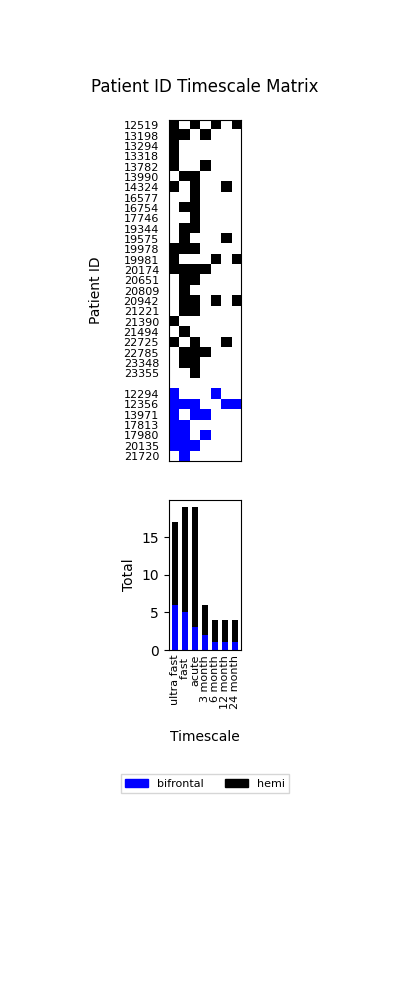 Patient ID Timescale Matrix
12519
13198
13294
13318
13782
13990
14324
16577
16754
17746
19344
19575
19978
19981
20174
20651
20809
20942
21221
21390
21494
22725
22785
23348
23355
12294
12356
13971
17813
17980
20135
21720
Patient ID
15
10
5
0
Total
ultra fast
fast
acute
3 month
6 month
12 month
24 month
Timescale
bifrontal
hemi